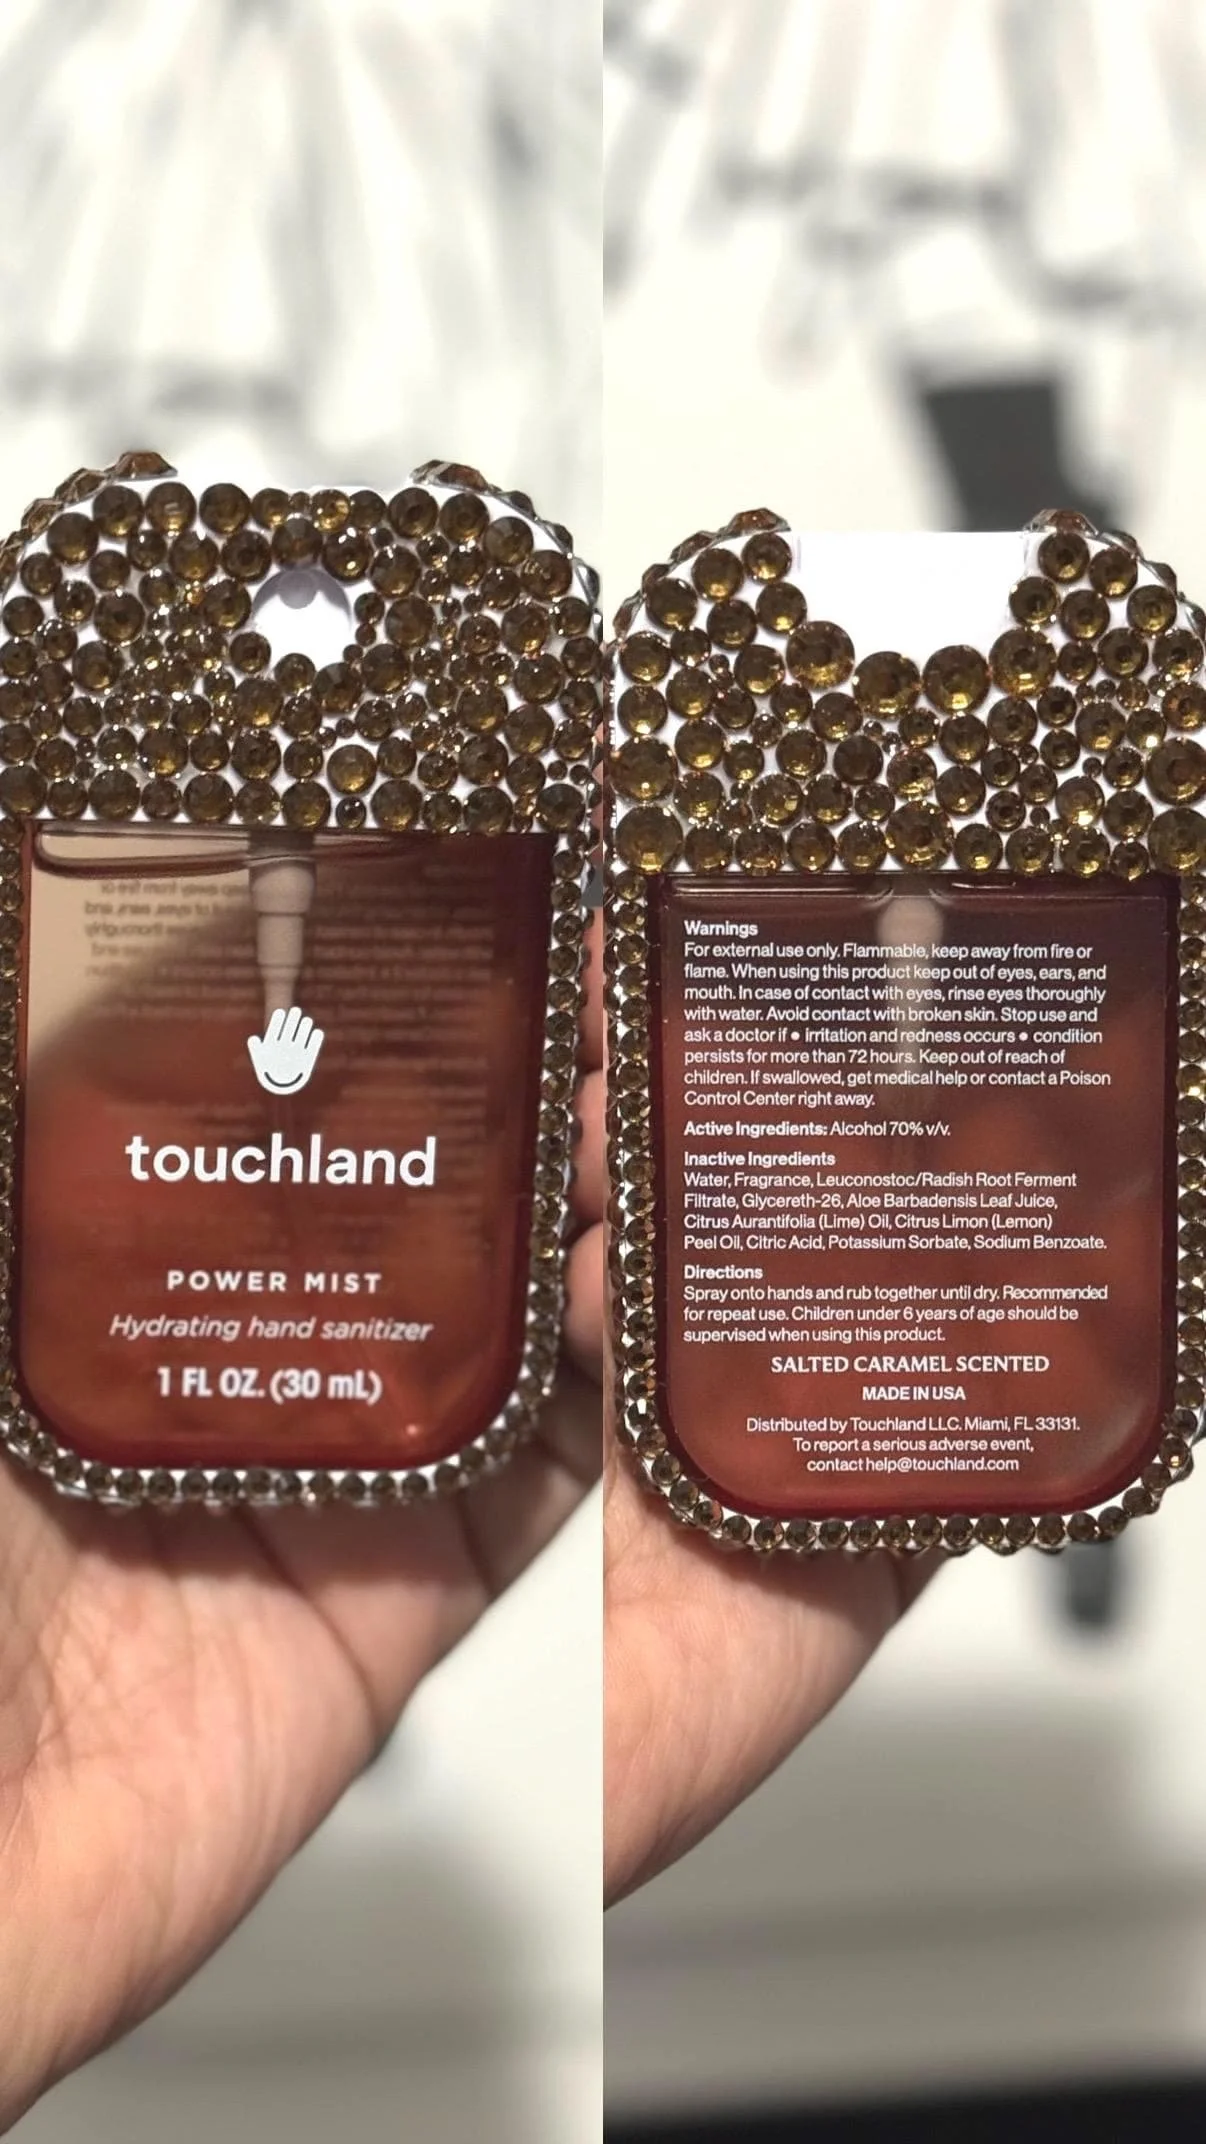 touchland
POWER MIST
Hydrating hand sanitizer
1 FL OZ. (30 mL)
Warnings
For external use only. Flammable, keep away from fire or
flame. When using this product keep out of eyes, ears, and
mouth. In case of contact with eyes, rinse eyes thoroughly
with water. Avoid contact with broken skin. Stop use and
ask a doctor if • irritation and redness occurs • condition
persists for more than 72 hours. Keep out of reach of
children. If swallowed, get medical help or contact a Poison
Control Center right away.
Active Ingredients: Alcohol 70% v/v.
Inactive Ingredients
Water, Fragrance, Leuconostoc/Radish Root Ferment
Filtrate, Glycereth-26, Aloe Barbadensis Leaf Juice,
Citrus Aurantifolia (Lime) Oil, Citrus Limon (Lemon)
Peel Oil, Citric Acid, Potassium Sorbate, Sodium Benzoate.
Directions
Spray onto hands and rub together until dry. Recommended
for repeat use. Children under 6 years of age should be
supervised when using this product.
SALTED CARAMEL SCENTED
MADE IN USA
Distributed by Touchland LLC. Miami, FL 33131.
To report a serious adverse event,
contact help@touchland.com